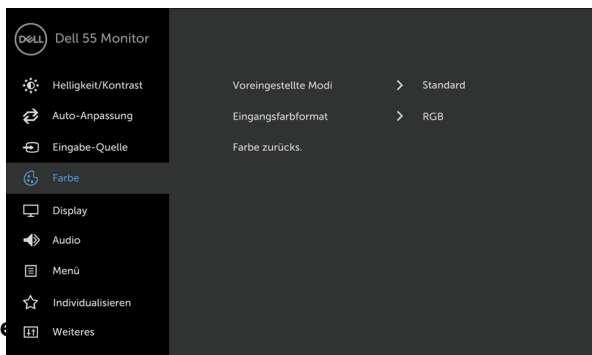 DELL Dell 55 Monitor
Helligkeit/Kontrast
Auto-Anpassung
Eingabe-Quelle
Farbe
Display
Audio
Menü
Individualisieren
Weiteres
Voreingestellte Modi > Standard
Eingangsfarbformat > RGB
Farbe zurücks.